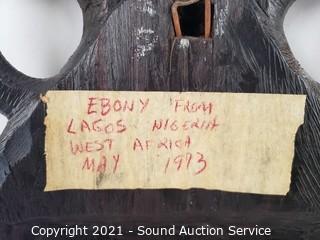 EBONY FROM
LAGOS NIGERIA
WEST AFRICA
MAY 1973
Copyright 2021 - Sound Auction Service